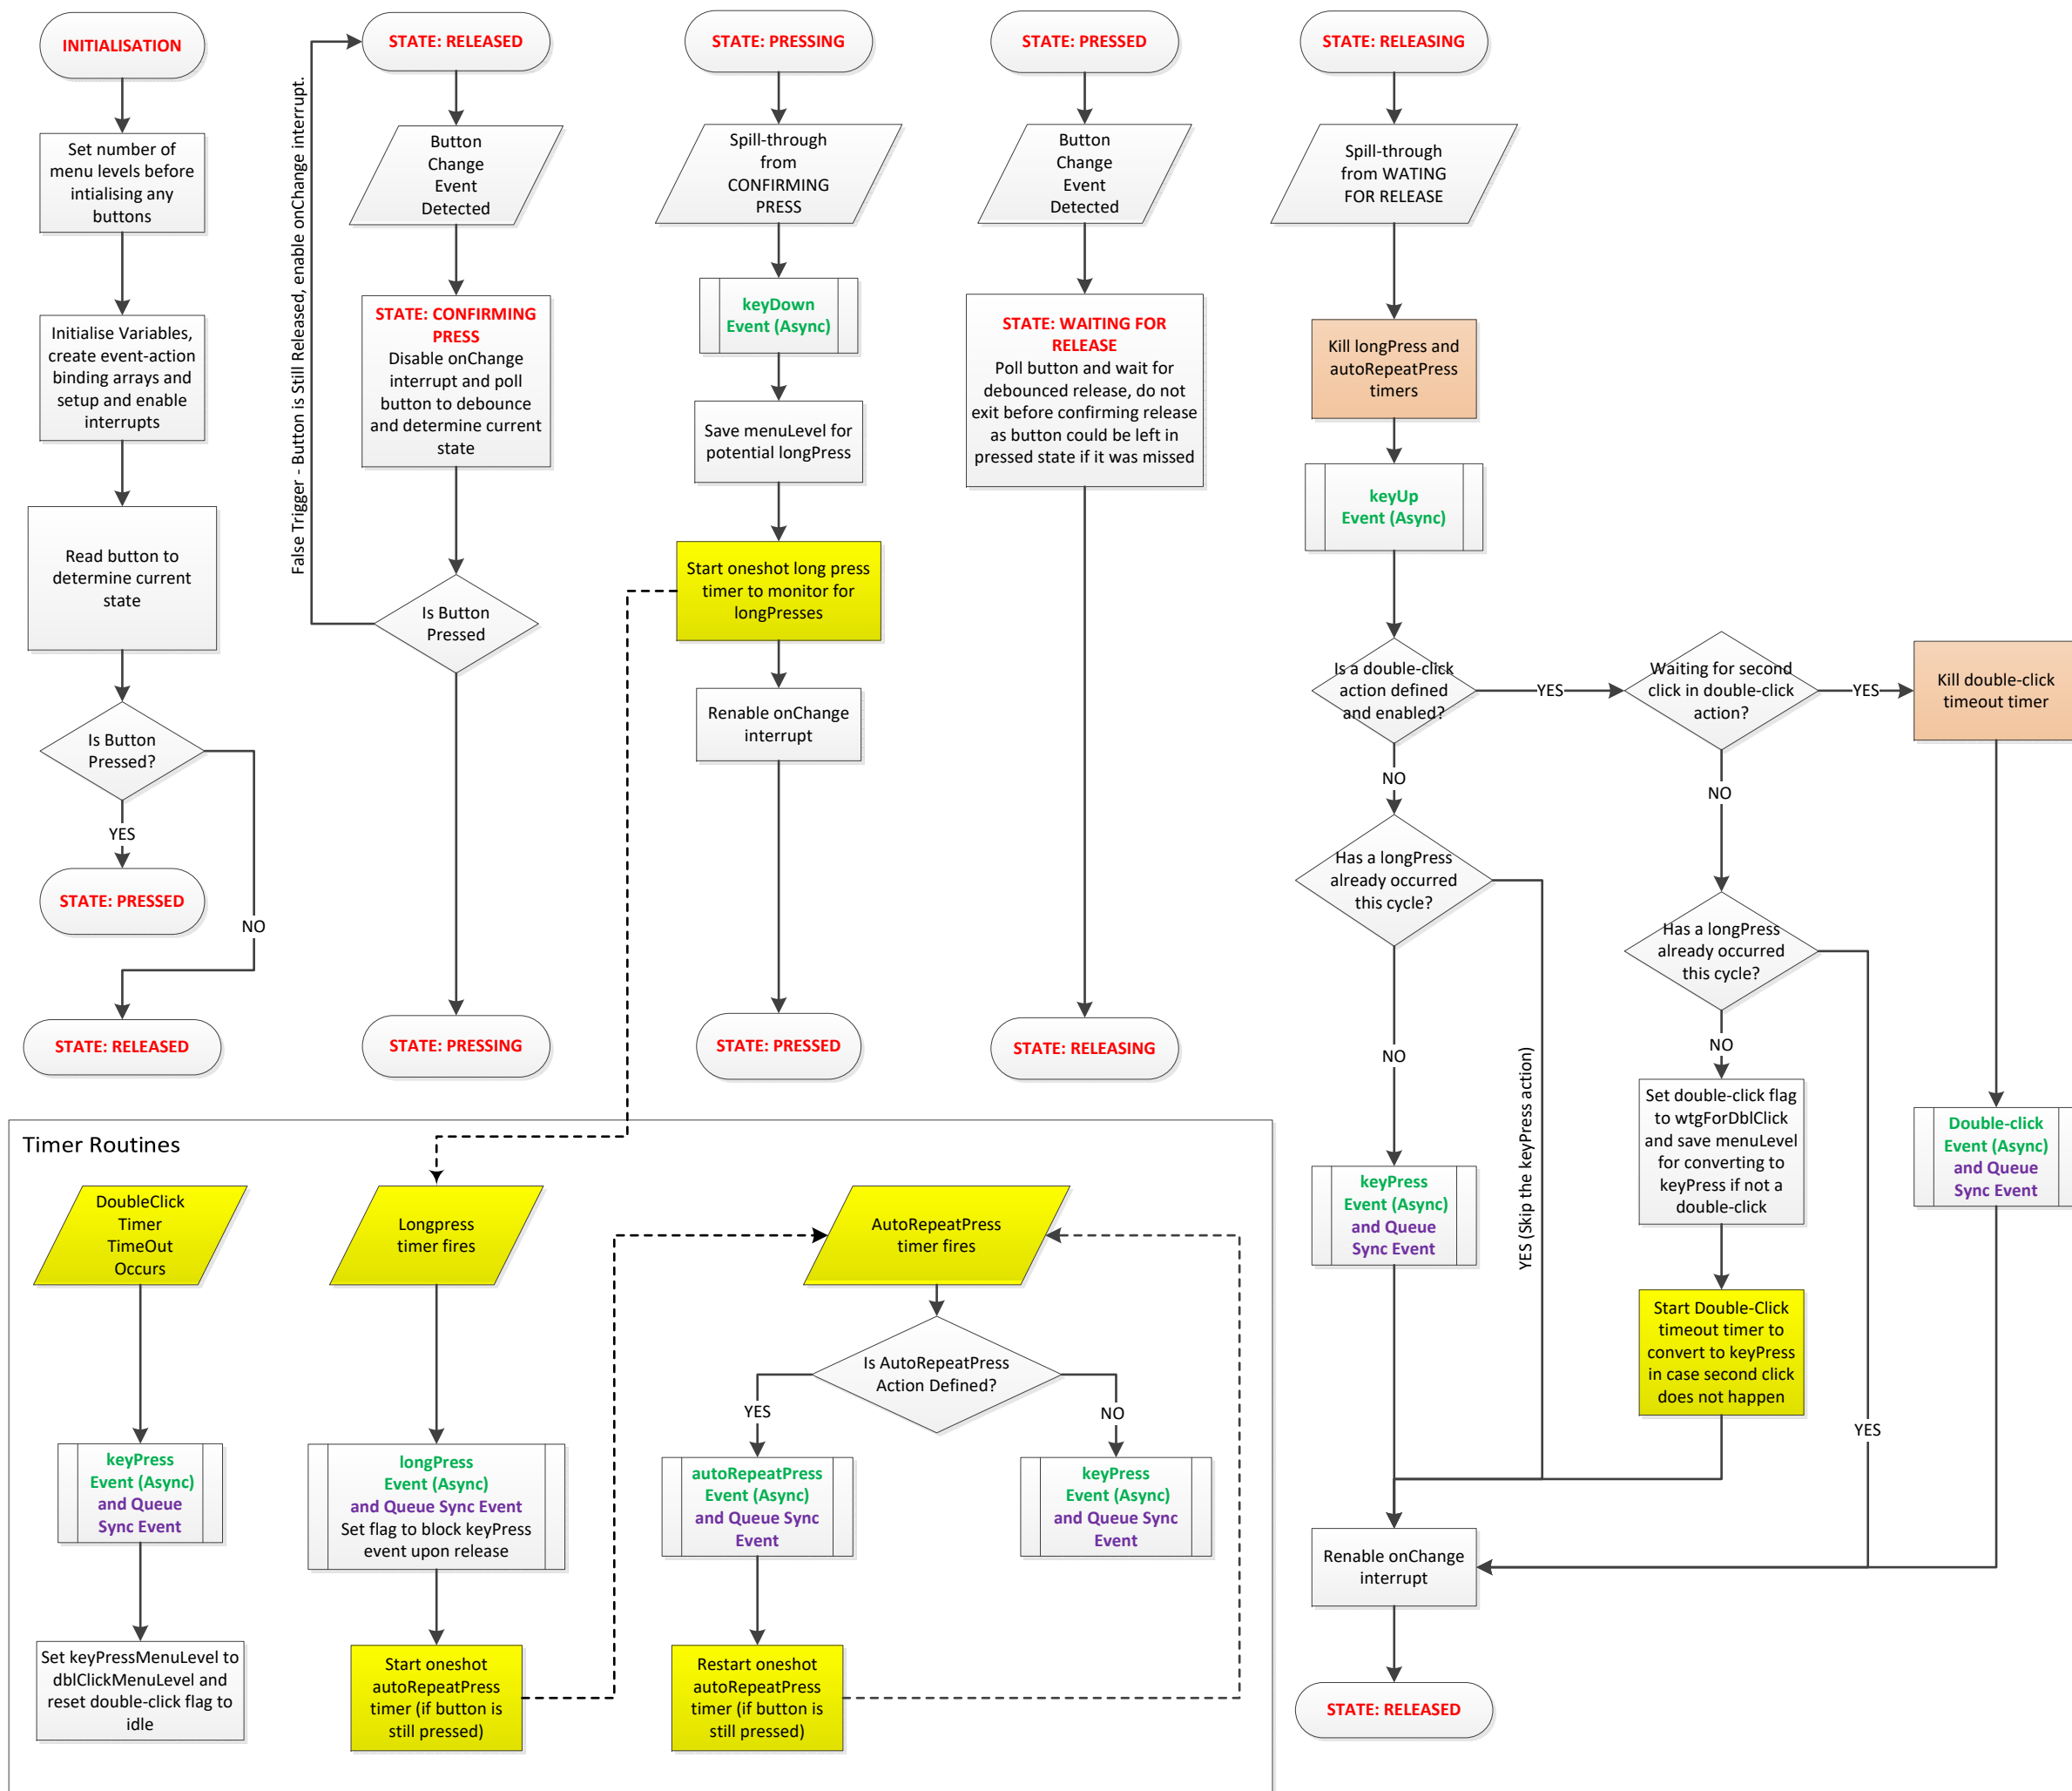 INITIALISATION
Set number of
menu levels before
intialising any
buttons
Initialise Variables,
create event-action
binding arrays and
setup and enable
interrupts
Read button to
determine current
state
Is Button
Pressed?
YES
NO
STATE: PRESSED
STATE: RELEASED
False Trigger - Button is Still Released, enable onChange interrupt.
STATE: RELEASED
Button
Change
Event
Detected
STATE: CONFIRMING
PRESS
Disable onChange
interrupt and poll
button to debounce
and determine current
state
Is Button
Pressed
STATE: PRESSING
STATE: PRESSING
Spill-through
from
CONFIRMING
PRESS
keyDown
Event (Async)
Save menuLevel for
potential longPress
Start oneshot long press
timer to monitor for
longPresses
Renable onChange
interrupt
STATE: PRESSED
STATE: PRESSED
Button
Change
Event
Detected
STATE: WAITING FOR
RELEASE
Poll button and wait for
debounced release, do not
exit before confirming release
as button could be left in
pressed state if it was missed
STATE: RELEASING
STATE: RELEASING
Spill-through
from WATING
FOR RELEASE
Kill longPress and
autoRepeatPress
timers
keyUp
Event (Async)
Is a double-click
action defined
and enabled?
YES
NO
Waiting for second
click in double-click
action?
YES
NO
Kill double-click
timeout timer
Has a longPress
already occurred
this cycle?
NO
YES (Skip the keyPress action)
Has a longPress
already occurred
this cycle?
NO
YES
Set double-click flag
to wtgForDblClick
and save menuLevel
for converting to
keyPress if not a
double-click
Double-click
Event (Async)
and Queue
Sync Event
keyPress
Event (Async)
and Queue
Sync Event
Start Double-Click
timeout timer to
convert to keyPress
in case second click
does not happen
Renable onChange
interrupt
STATE: RELEASED
Timer Routines
DoubleClick
Timer
TimeOut
Occurs
keyPress
Event (Async)
and Queue
Sync Event
Set keyPressMenuLevel to
dblClickMenuLevel and
reset double-click flag to
idle
Longpress
timer fires
longPress
Event (Async)
and Queue Sync Event
Set flag to block keyPress
event upon release
Start oneshot
autoRepeatPress
timer (if button is
still pressed)
AutoRepeatPress
timer fires
Is AutoRepeatPress
Action Defined?
YES
NO
autoRepeatPress
Event (Async)
and Queue Sync
Event
keyPress
Event (Async)
and Queue Sync
Event
Restart oneshot
autoRepeatPress
timer (if button is
still pressed)